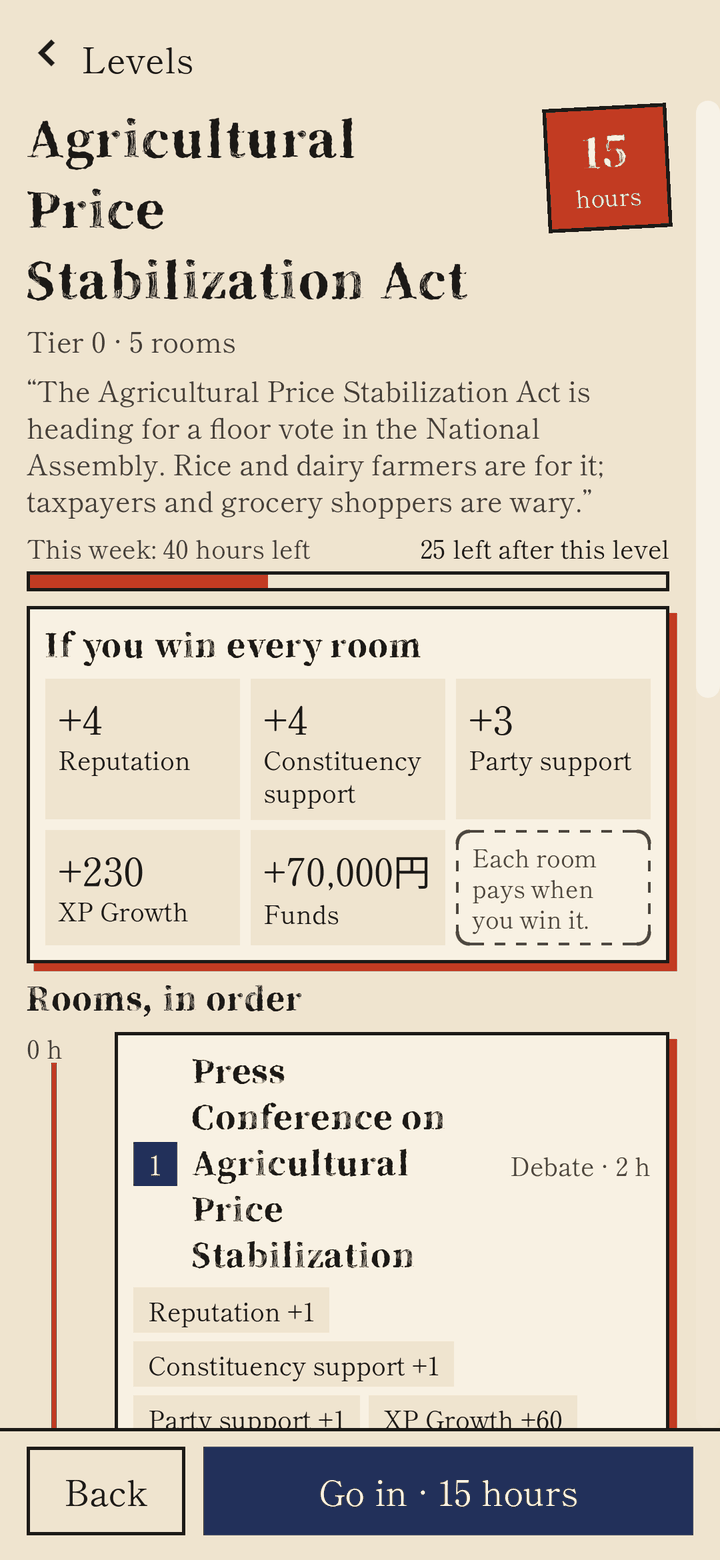 Levels
Agricultural
Price
Stabilization Act
15
hours
Tier 0 · 5 rooms
“The Agricultural Price Stabilization Act is
heading for a floor vote in the National
Assembly. Rice and dairy farmers are for it;
taxpayers and grocery shoppers are wary.”
This week: 40 hours left
25 left after this level
If you win every room
+4
Reputation
+4
Constituency
support
+3
Party support
+230
XP Growth
+70,000円
Funds
Each room
pays when
you win it.
Rooms, in order
0 h
1
Press
Conference on
Agricultural
Price
Stabilization
Debate · 2 h
Reputation +1
Constituency support +1
Party support +1
XP Growth +60
Back
Go in · 15 hours